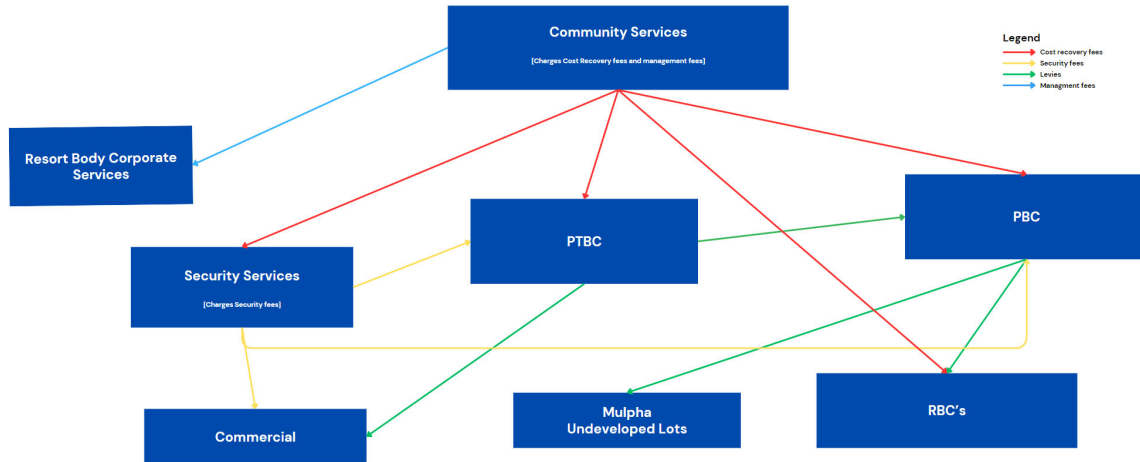 Community Services
[Charges Cost Recovery fees and management fees]
Legend
Cost recovery fees
Security fees
Levies
Managment fees
Resort Body Corporate
Services
PTBC
PBC
Security Services
[Charges Security fees]
Commercial
Mulpha
Undeveloped Lots
RBC's